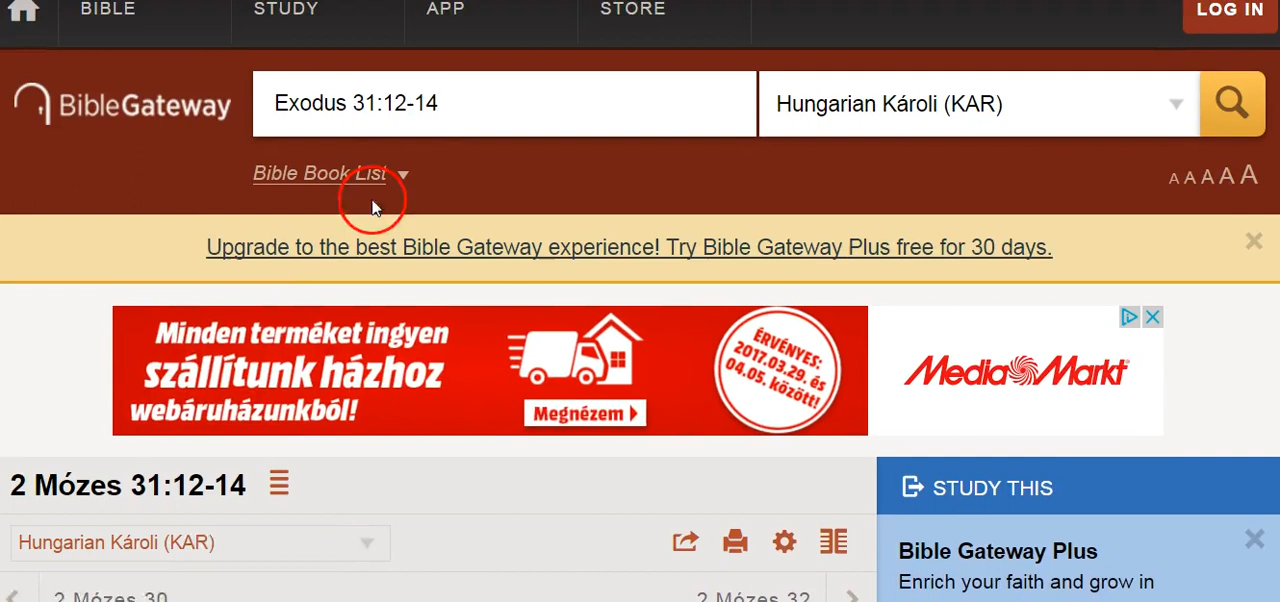 BIBLE STUDY APP STORE LOG IN
BibleGateway
Exodus 31:12-14
Hungarian Károli (KAR)
Bible Book List
A A A A A
Upgrade to the best Bible Gateway experience! Try Bible Gateway Plus free for 30 days.
Minden terméket ingyen
szállítunk házhoz
webáruházunkból!
Megnézem
ÉRVÉNYES:
2017.03.29. és
04.05. között!
Media Markt
2 Mózes 31:12-14
STUDY THIS
Hungarian Károli (KAR)
Bible Gateway Plus
Enrich your faith and grow in
2 Mózes 30
2 Mózes 32